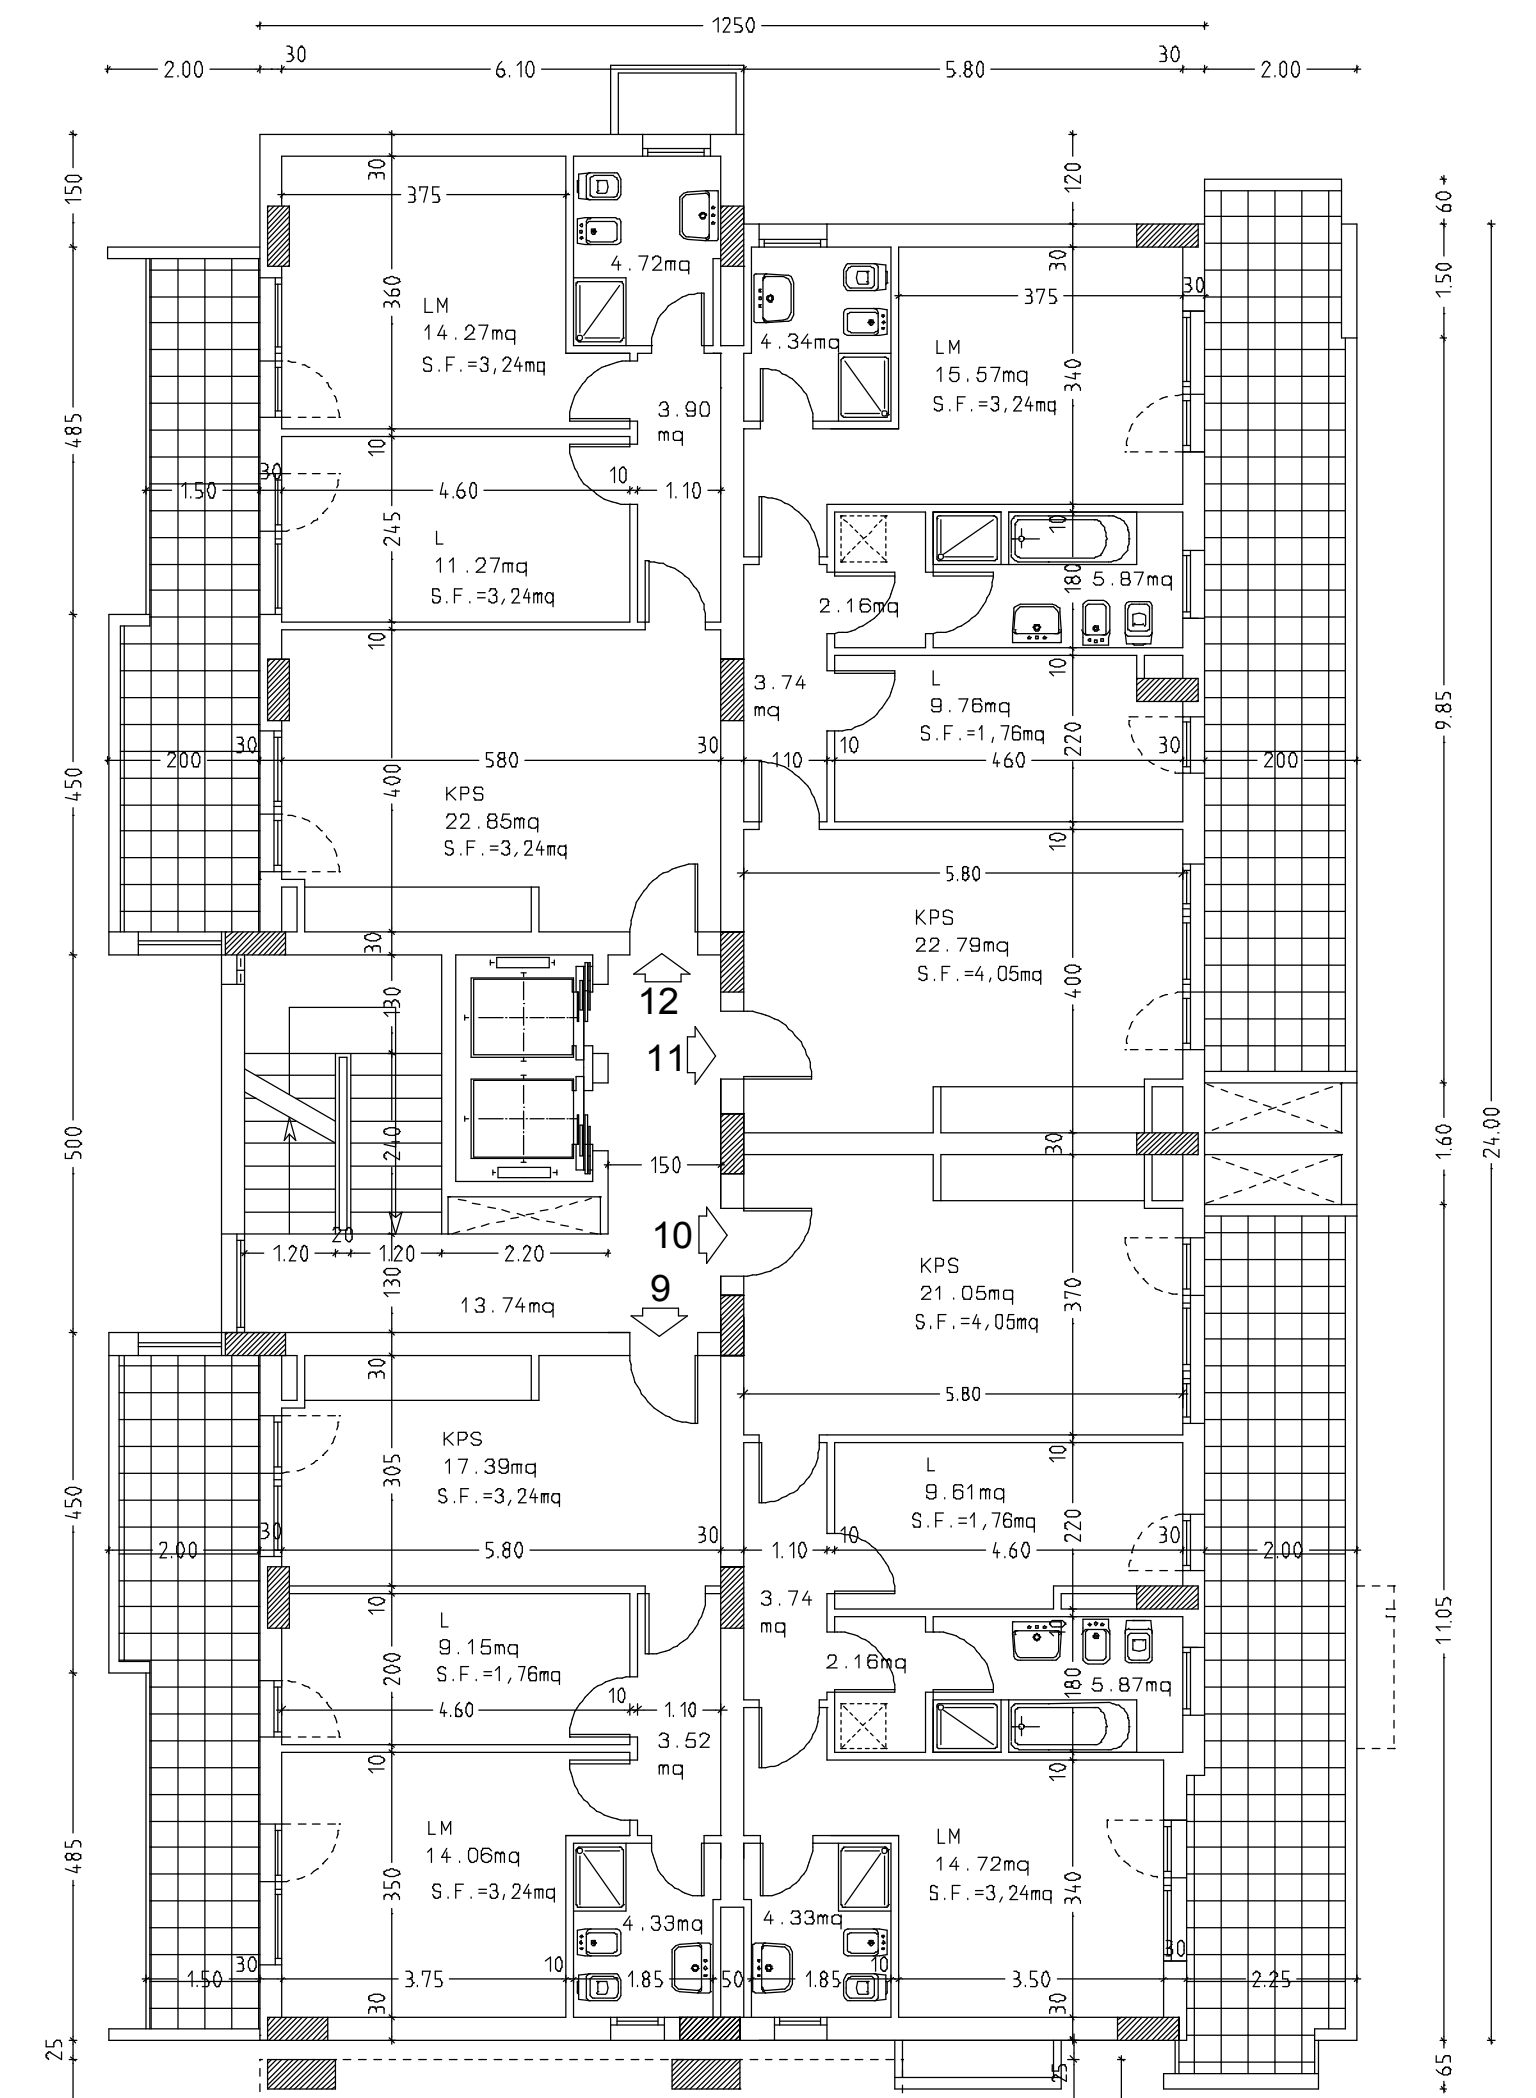 1250
2.00
30
6.10
5.80
30
2.00
150
30
375
120
60
4.72mq
30
1.50
375
30
360
LM
14.27mq
S.F.=3,24mq
4.34mq
LM
15.57mq
S.F.=3,24mq
340
3.90
mq
485
10
30
1.50
4.60
10
1.10
245
10
L
11.27mq
S.F.=3,24mq
180
5.87mq
2.16mq
10
10
3.74
mq
L
9.76mq
S.F.=1,76mq
220
9.85
30
200
580
30
110
10
460
30
200
450
400
KPS
22.85mq
S.F.=3,24mq
10
5.80
KPS
22.79mq
S.F.=4,05mq
400
30
130
12
11
500
240
150
30
1.60
24.00
20
10
1.20
1.20
2.20
130
9
13.74mq
KPS
21.05mq
S.F.=4,05mq
370
30
5.80
KPS
17.39mq
S.F.=3,24mq
305
450
10
L
9.61mq
S.F.=1,76mq
220
30
2.00
5.80
30
1.10
10
4.60
30
2.00
10
L
9.15mq
S.F.=1,76mq
200
3.74
mq
10
11.05
2.16mq
180
5.87mq
4.60
10
1.10
3.52
mq
10
10
485
LM
14.06mq
S.F.=3,24mq
350
LM
14.72mq
S.F.=3,24mq
340
4.33mq
4.33mq
30
1.50
30
3.75
10
1.85
50
1.85
10
3.50
30
2.25
30
30
25
25
65